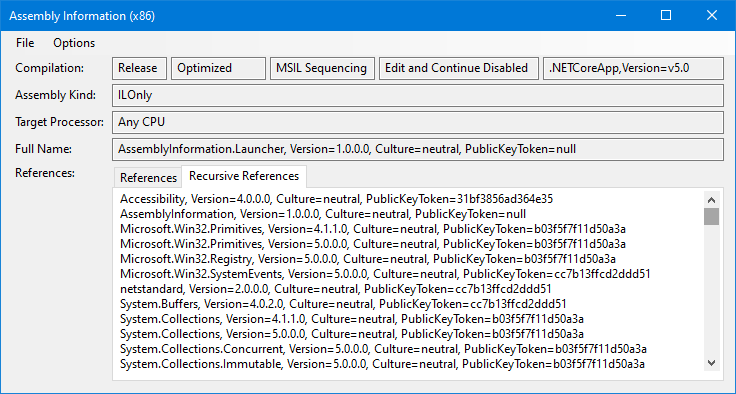 Assembly Information (x86)
File Options
Compilation: Release Optimized MSIL Sequencing Edit and Continue Disabled .NETCoreApp,Version=v5.0
Assembly Kind: ILOnly
Target Processor: Any CPU
Full Name: AssemblyInformation.Launcher, Version=1.0.0.0, Culture=neutral, PublicKeyToken=null
References: References Recursive References
Accessibility, Version=4.0.0.0, Culture=neutral, PublicKeyToken=31bf3856ad364e35
AssemblyInformation, Version=1.0.0.0, Culture=neutral, PublicKeyToken=null
Microsoft.Win32.Primitives, Version=4.1.1.0, Culture=neutral, PublicKeyToken=b03f5f7f11d50a3a
Microsoft.Win32.Primitives, Version=5.0.0.0, Culture=neutral, PublicKeyToken=b03f5f7f11d50a3a
Microsoft.Win32.Registry, Version=5.0.0.0, Culture=neutral, PublicKeyToken=b03f5f7f11d50a3a
Microsoft.Win32.SystemEvents, Version=5.0.0.0, Culture=neutral, PublicKeyToken=cc7b13ffcd2ddd51
netstandard, Version=2.0.0.0, Culture=neutral, PublicKeyToken=cc7b13ffcd2ddd51
System.Buffers, Version=4.0.2.0, Culture=neutral, PublicKeyToken=cc7b13ffcd2ddd51
System.Collections, Version=4.1.1.0, Culture=neutral, PublicKeyToken=b03f5f7f11d50a3a
System.Collections, Version=5.0.0.0, Culture=neutral, PublicKeyToken=b03f5f7f11d50a3a
System.Collections.Concurrent, Version=5.0.0.0, Culture=neutral, PublicKeyToken=b03f5f7f11d50a3a
System.Collections.Immutable, Version=5.0.0.0, Culture=neutral, PublicKeyToken=b03f5f7f11d50a3a